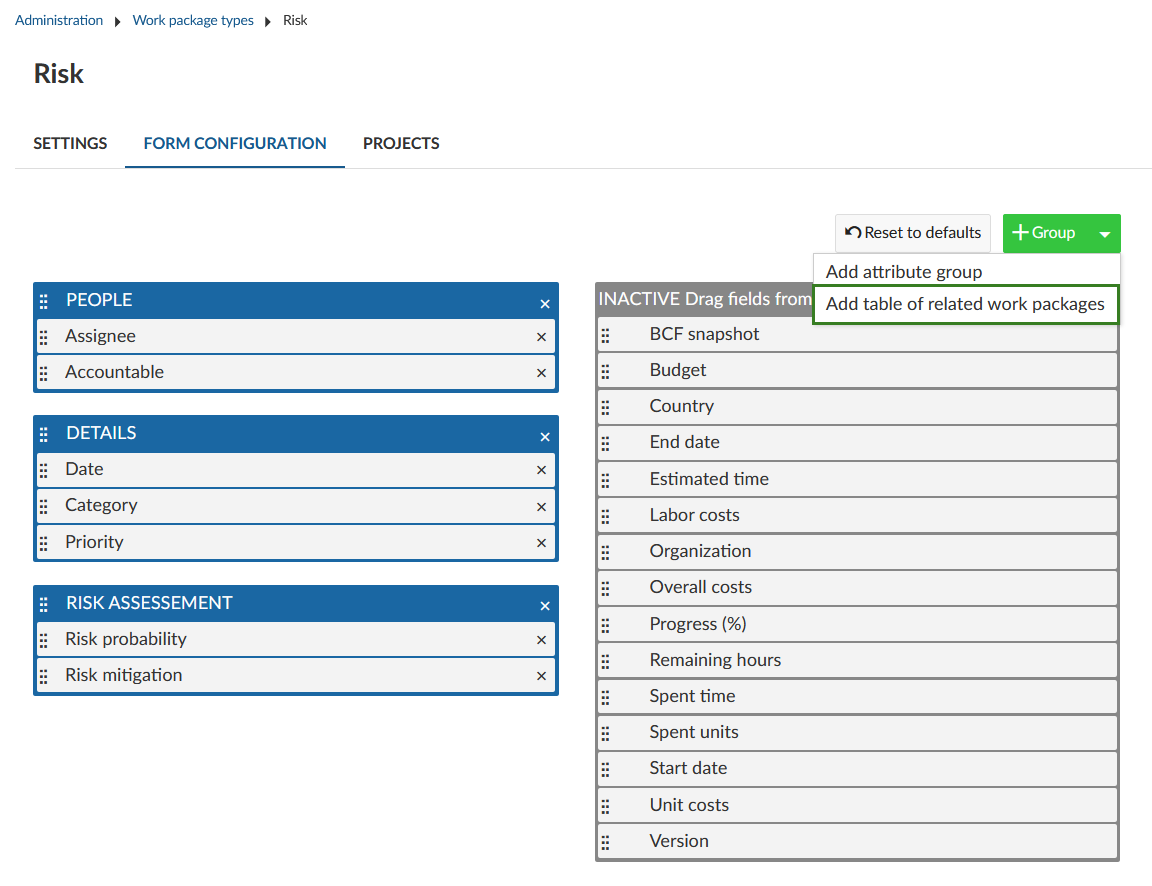 Administration Work package types Risk
Risk
SETTINGS FORM CONFIGURATION PROJECTS
Reset to defaults
Group
Add attribute group
Add table of related work packages
PEOPLE
Assignee
Accountable
DETAILS
Date
Category
Priority
RISK ASSESSEMENT
Risk probability
Risk mitigation
INACTIVE Drag fields from
BCF snapshot
Budget
Country
End date
Estimated time
Labor costs
Organization
Overall costs
Progress (%)
Remaining hours
Spent time
Spent units
Start date
Unit costs
Version